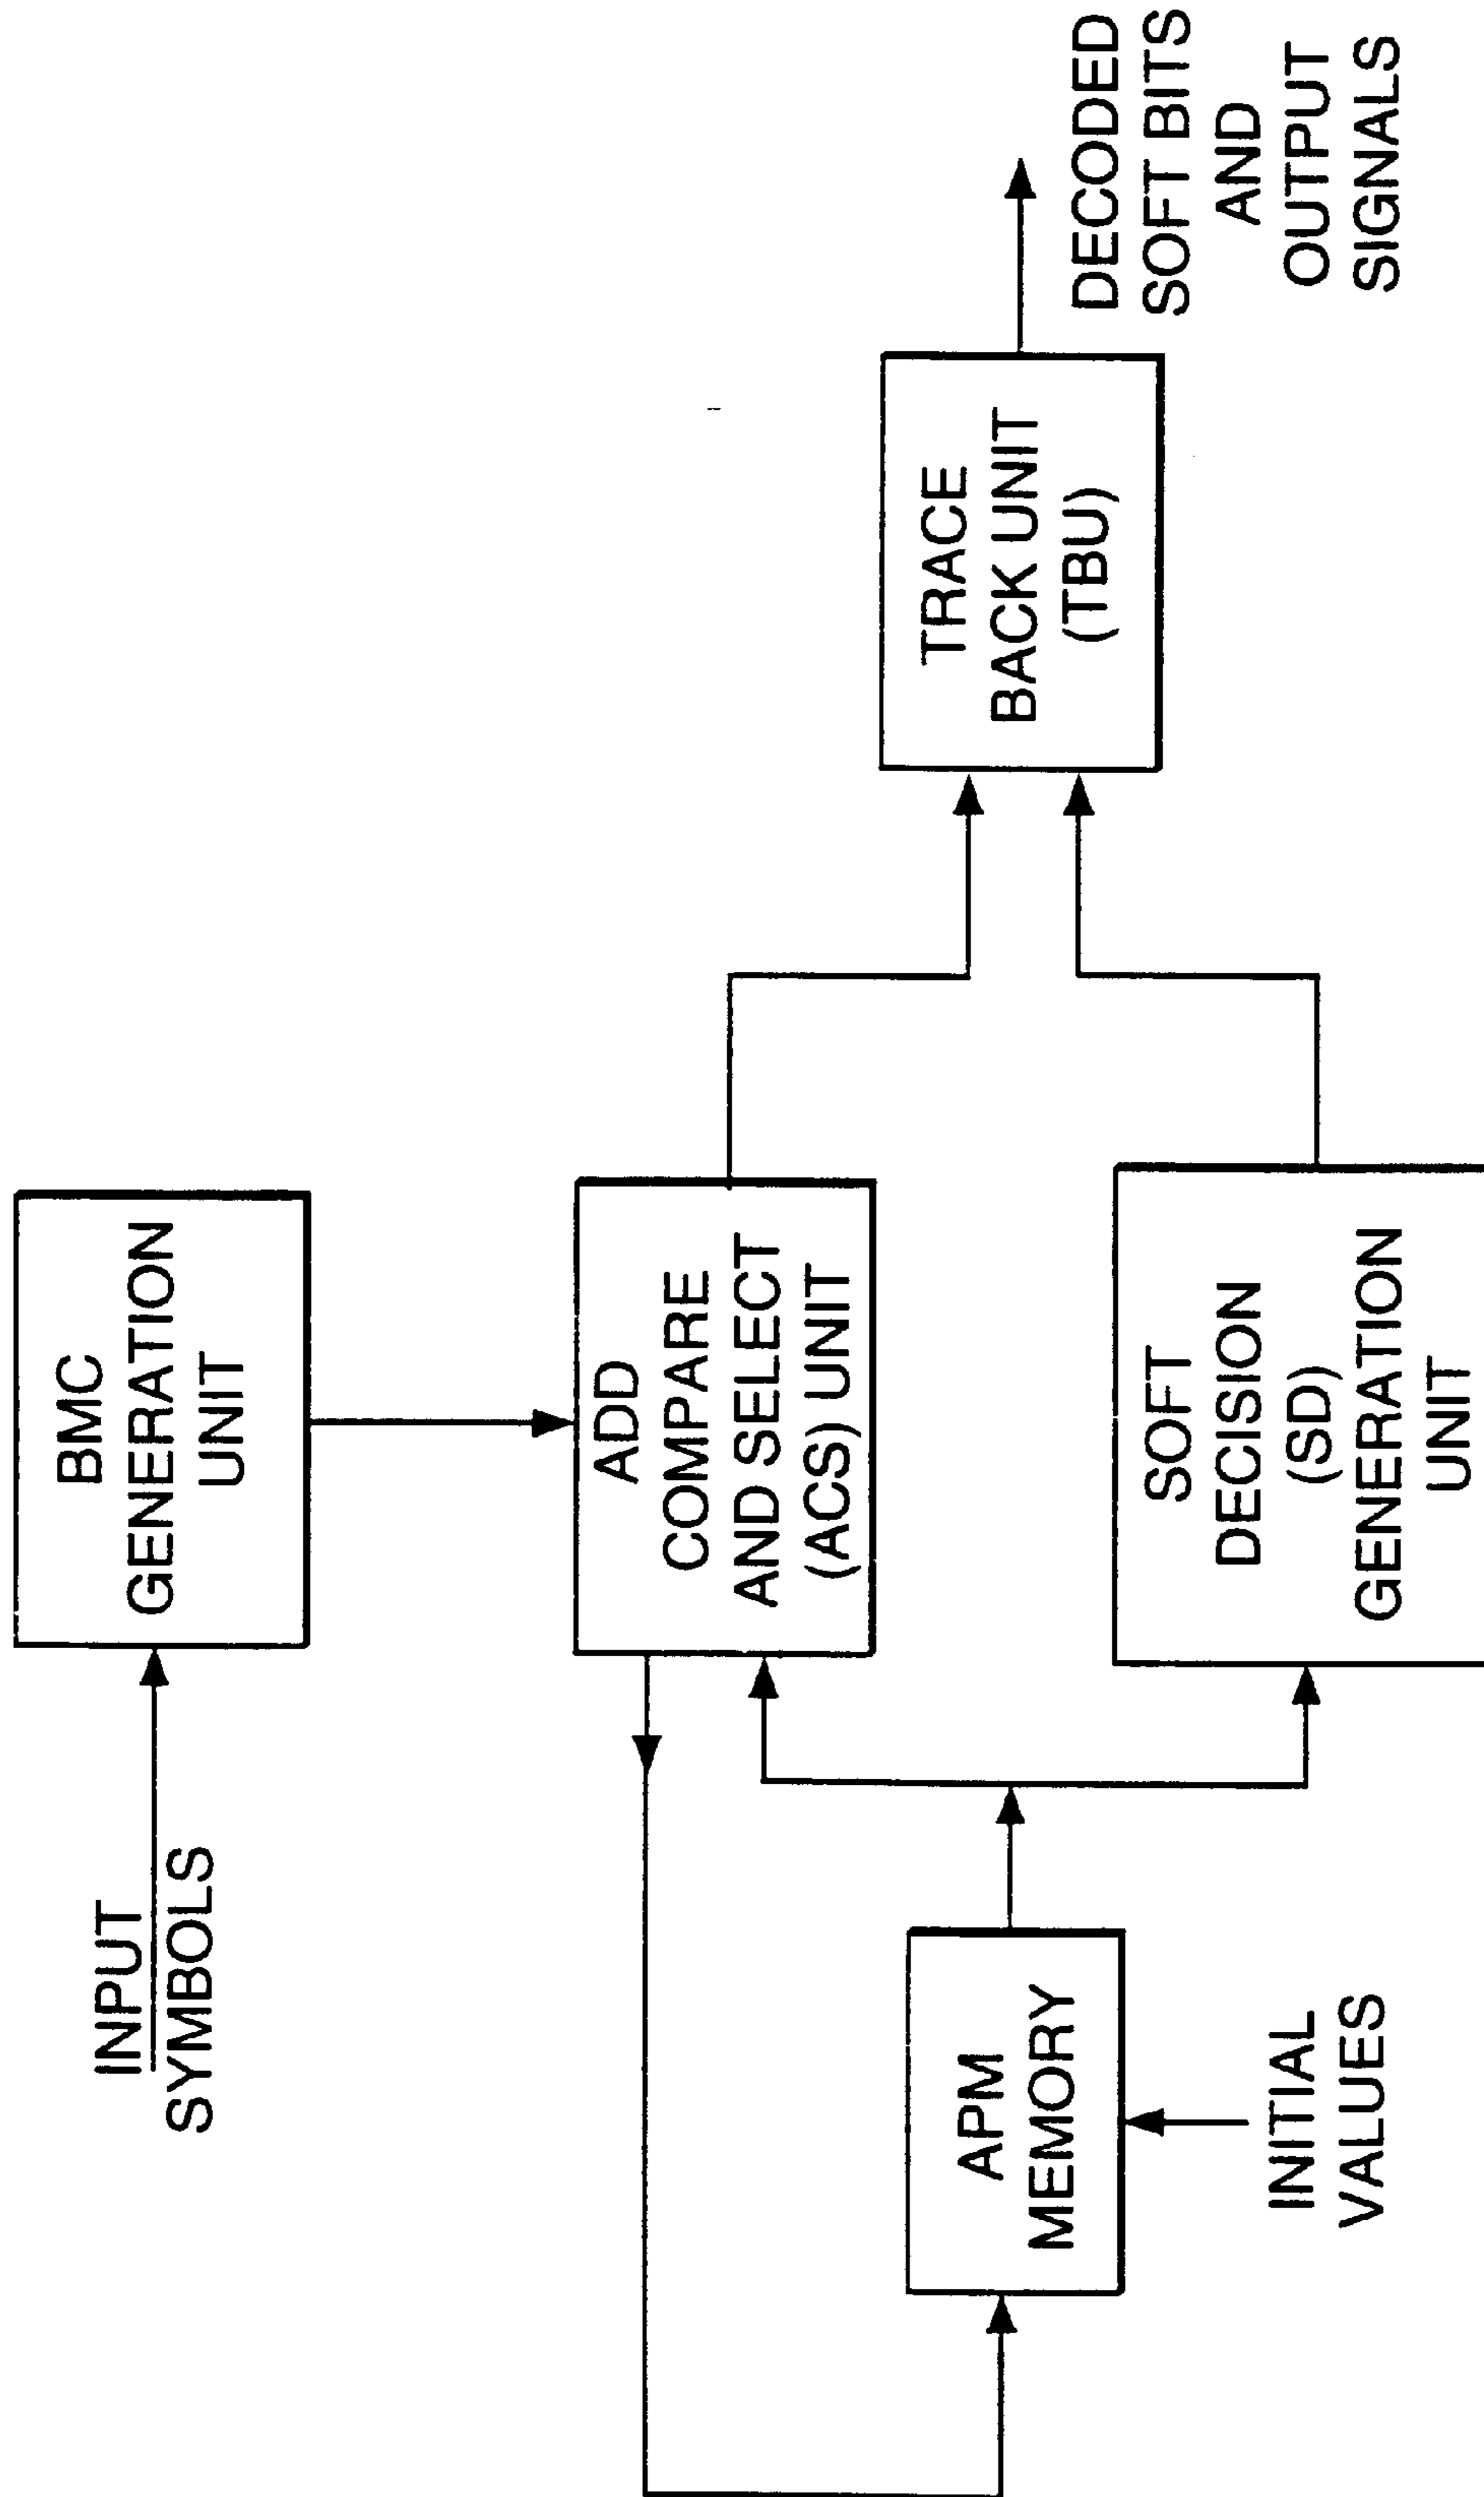 INPUT
SYMBOLS
BMC
GENERATION
UNIT
ADD
COMPARE
AND SELECT
(ACS) UNIT
APM
MEMORY
INITIAL
VALUES
SOFT
DECISION
(SD)
GENERATION
UNIT
TRACE
BACK UNIT
(TBU)
DECODED
SOFT BITS
AND
OUTPUT
SIGNALS